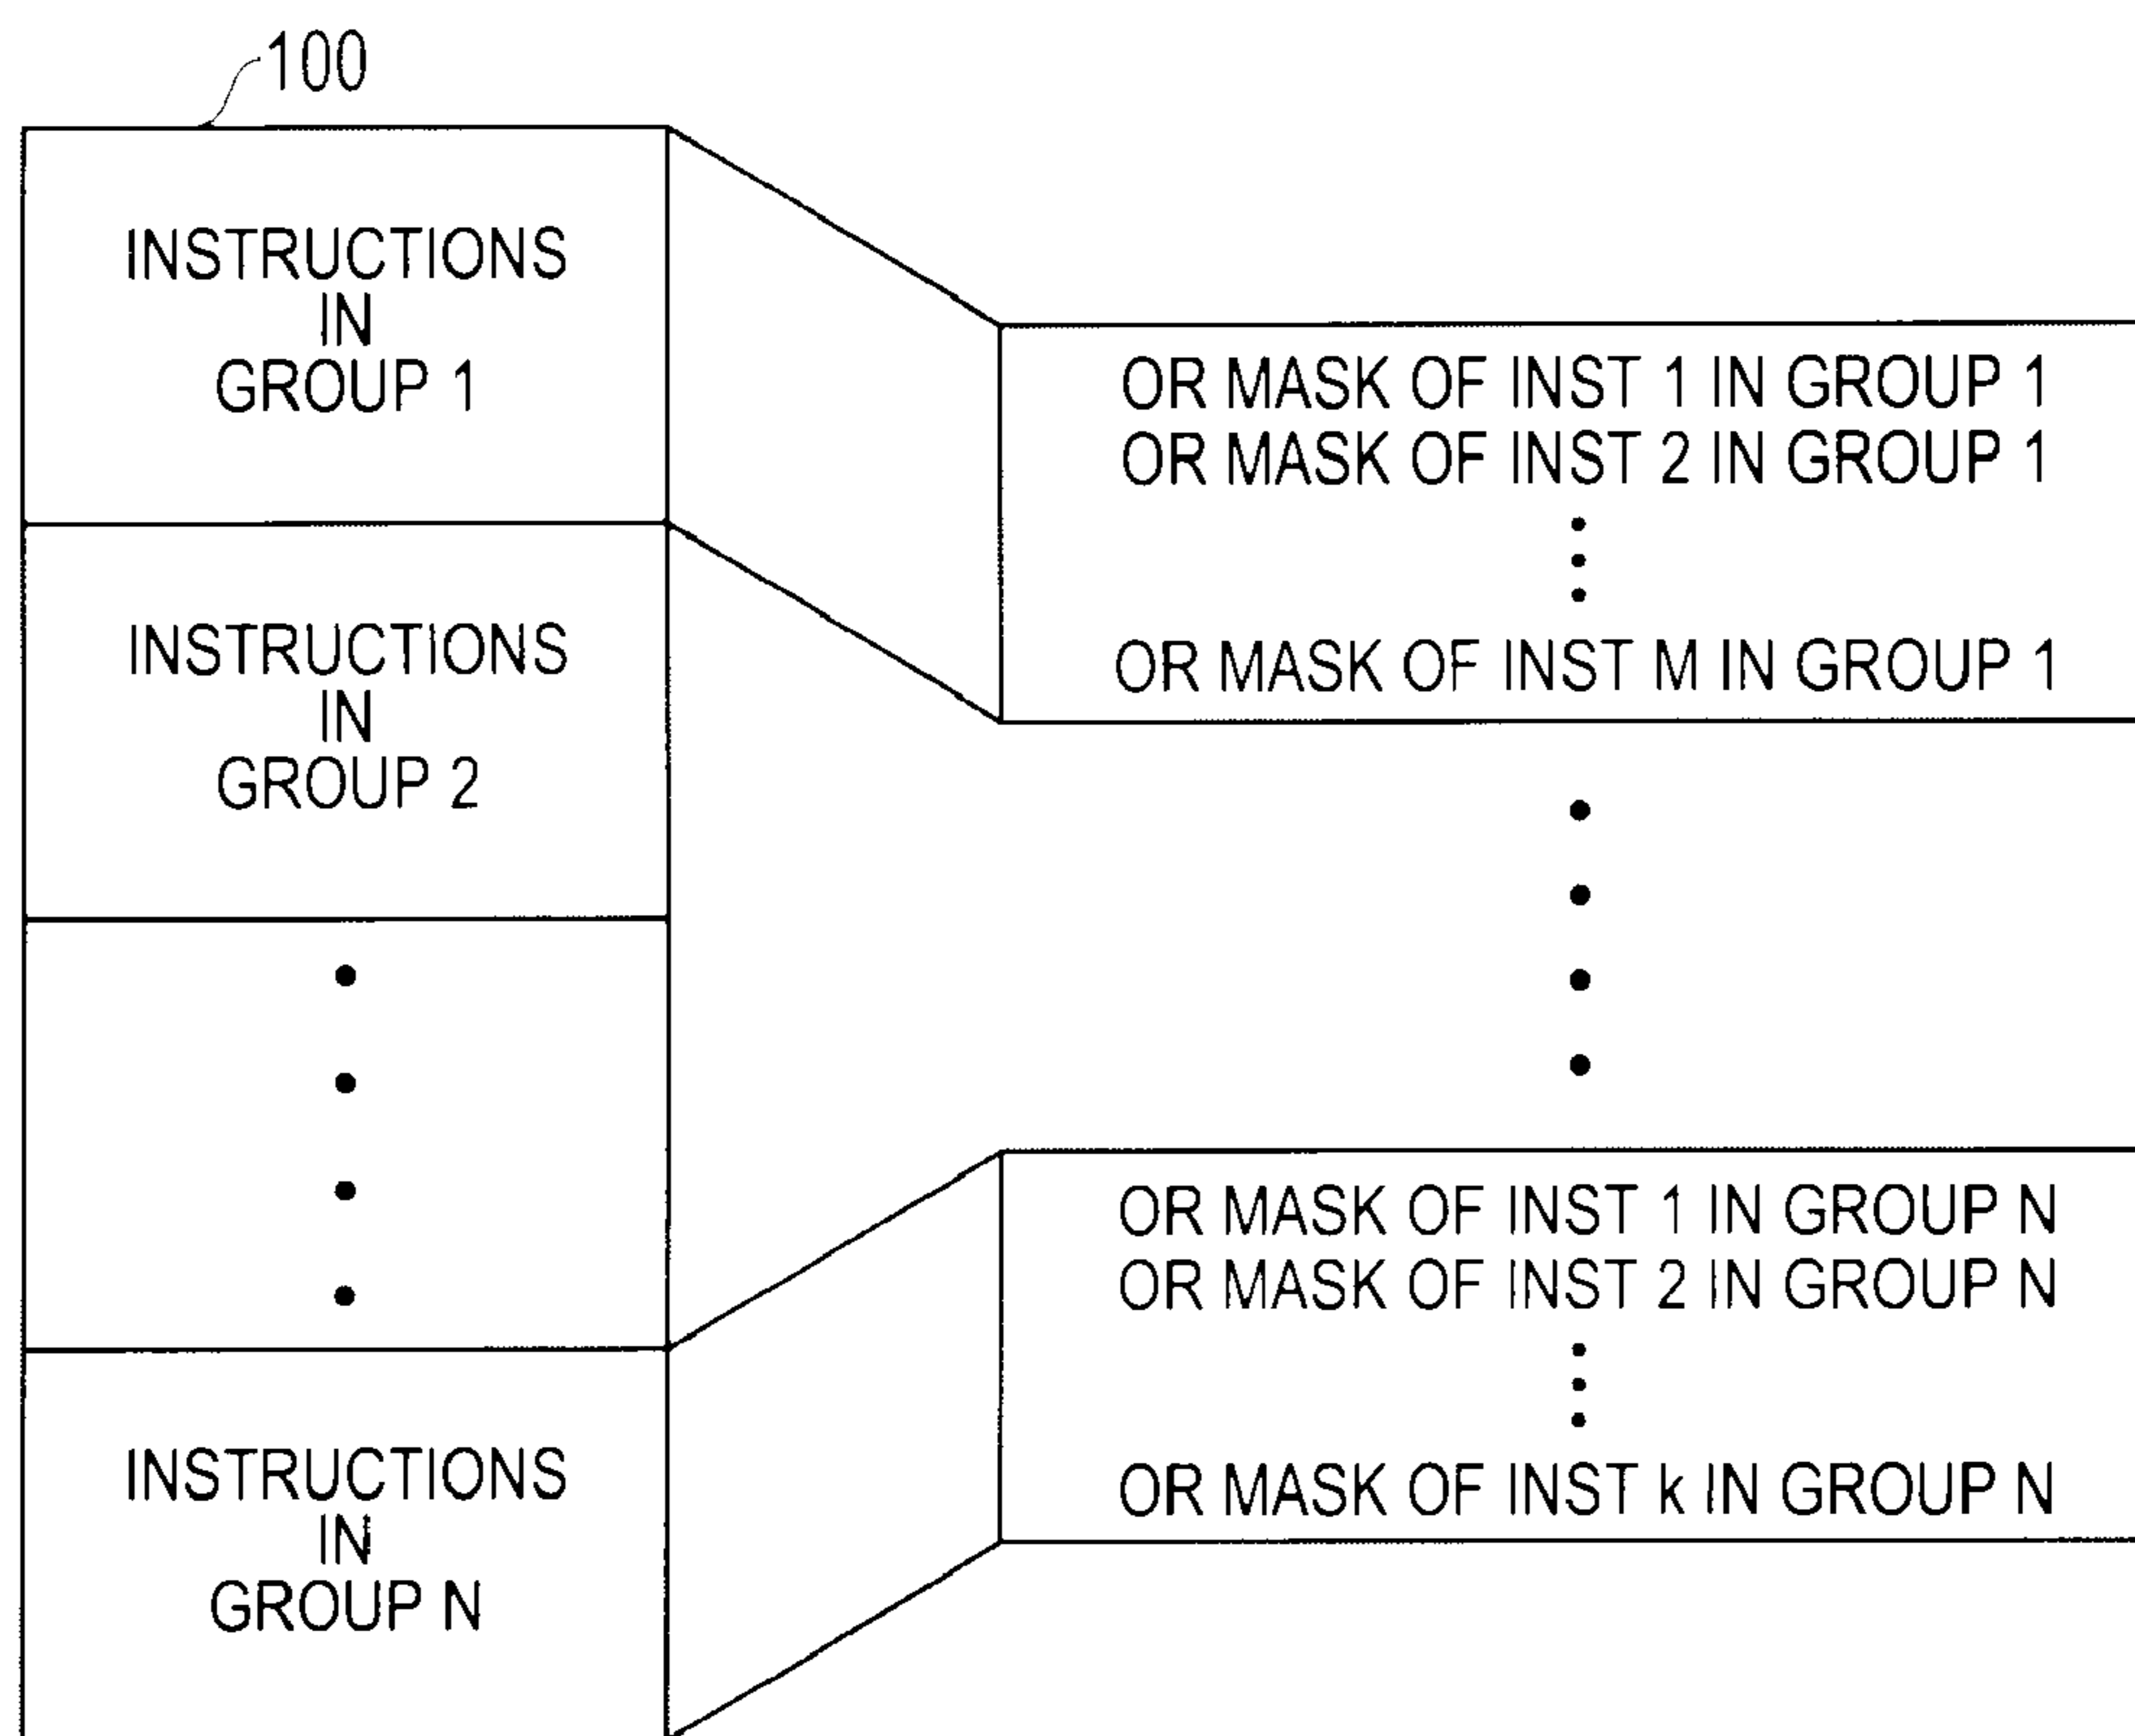 100
INSTRUCTIONS
IN
GROUP 1
OR MASK OF INST 1 IN GROUP 1
OR MASK OF INST 2 IN GROUP 1
OR MASK OF INST M IN GROUP 1
INSTRUCTIONS
IN
GROUP 2
OR MASK OF INST 1 IN GROUP N
OR MASK OF INST 2 IN GROUP N
OR MASK OF INST k IN GROUP N
INSTRUCTIONS
IN
GROUP N